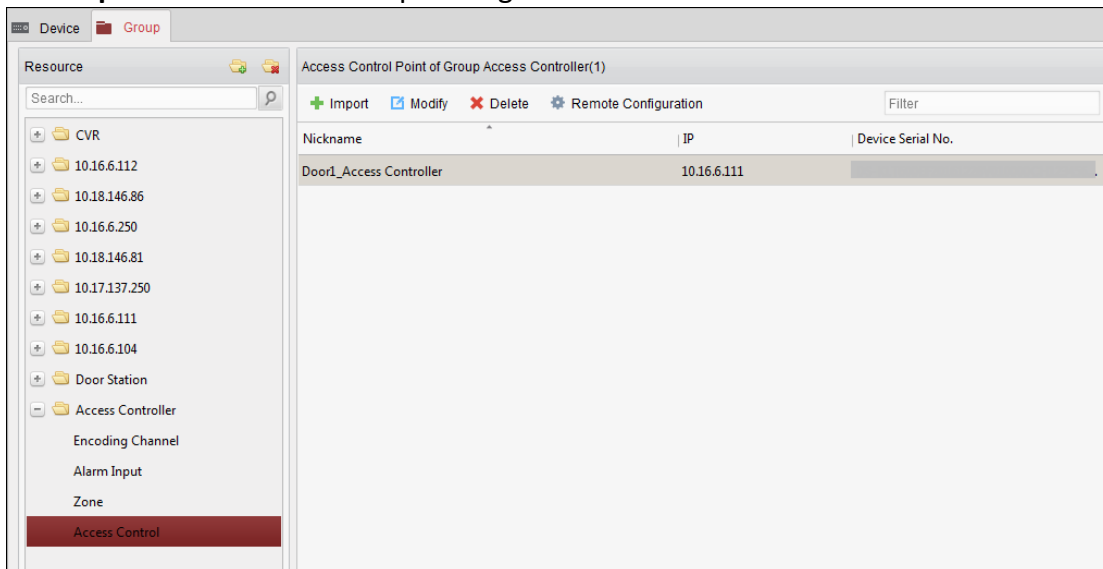 Device Group
Resource
Search...
CVR
10.16.6.112
10.18.146.86
10.16.6.250
10.18.146.81
10.17.137.250
10.16.6.111
10.16.6.104
Door Station
Access Controller
Encoding Channel
Alarm Input
Zone
Access Control
Access Control Point of Group Access Controller(1)
Import Modify Delete Remote Configuration Filter
Nickname IP Device Serial No.
Door1_Access Controller 10.16.6.111